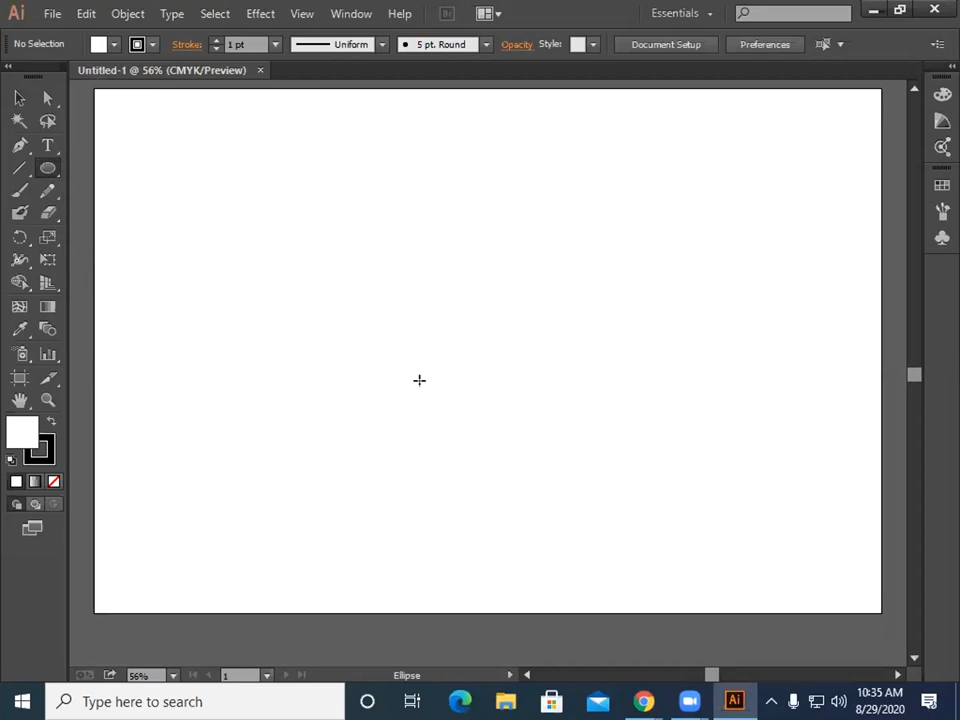 Ai File Edit Object Type Select Effect View Window Help Br Essentials
No Selection Stroke: 1 pt Uniform 5 pt. Round Opacity Style: Document Setup Preferences
Untitled-1 @ 56% (CMYK/Preview) ×
T
56% 1 Ellipse
Type here to search Ai 10:35 AM
8/29/2020